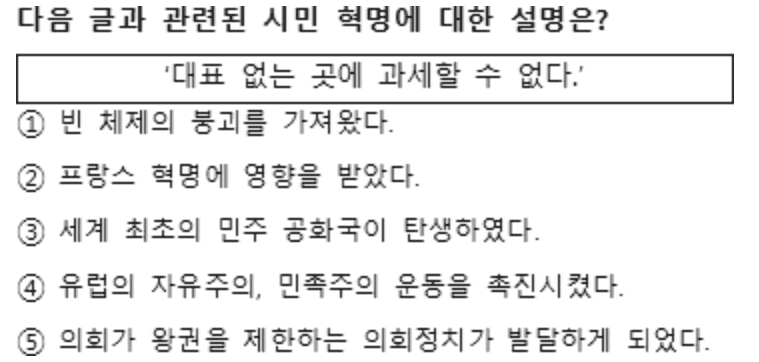 다음 글과 관련된 시민 혁명에 대한 설명은?
‘대표 없는 곳에 과세할 수 없다.’
① 빈 체제의 붕괴를 가져왔다.
② 프랑스 혁명에 영향을 받았다.
③ 세계 최초의 민주 공화국이 탄생하였다.
④ 유럽의 자유주의, 민족주의 운동을 촉진시켰다.
⑤ 의회가 왕권을 제한하는 의회정치가 발달하게 되었다.